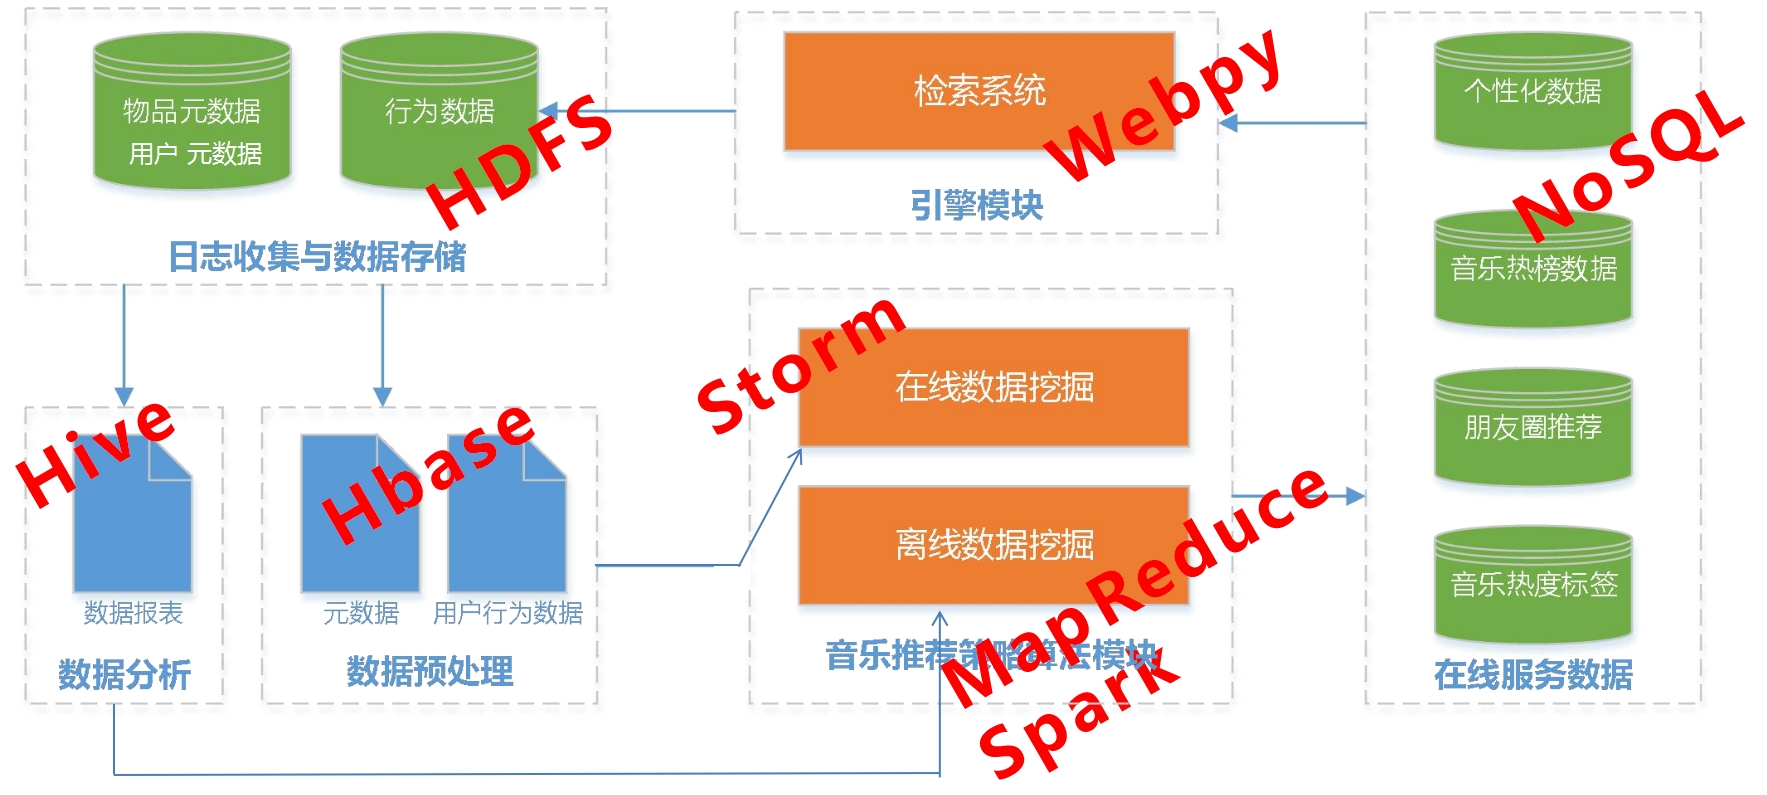 物品元数据
用户 元数据
行为数据
HDFS
日志收集与数据存储
检索系统
Webpy
引擎模块
个性化数据
NoSQL
音乐热榜数据
朋友圈推荐
音乐热度标签
在线服务数据
Hive
数据报表
数据分析
Hbase
元数据
用户行为数据
数据预处理
Storm
在线数据挖掘
离线数据挖掘
MapReduce
Spark
音乐推荐策略算法模块